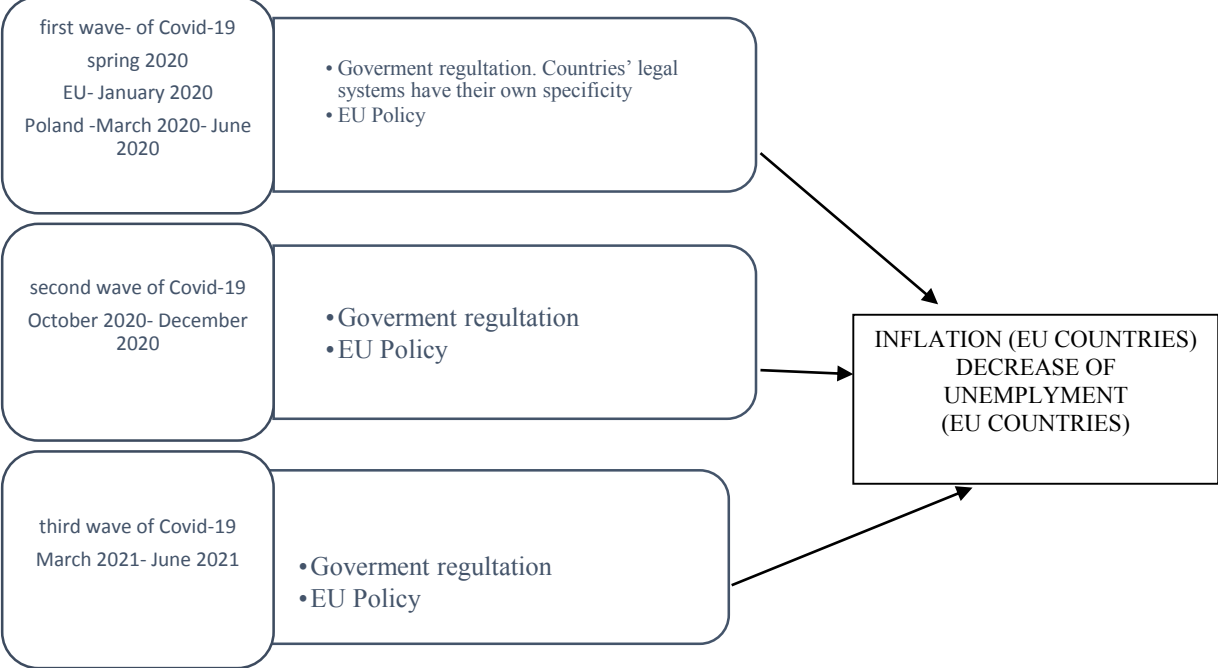 first wave- of Covid-19
spring 2020
EU- January 2020
Poland -March 2020- June
2020
• Goverment regultation. Countries’ legal
systems have their own specificity
• EU Policy
second wave of Covid-19
October 2020- December
2020
• Goverment regultation
• EU Policy
INFLATION (EU COUNTRIES)
DECREASE OF
UNEMPLYMENT
(EU COUNTRIES)
third wave of Covid-19
March 2021- June 2021
• Goverment regultation
• EU Policy